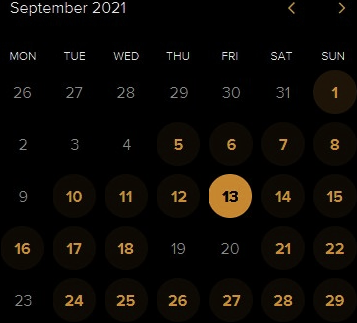 September 2021
MON TUE WED THU FRI SAT SUN
26 27 28 29 30 31 1
2 3 4 5 6 7 8
9 10 11 12 13 14 15
16 17 18 19 20 21 22
23 24 25 26 27 28 29